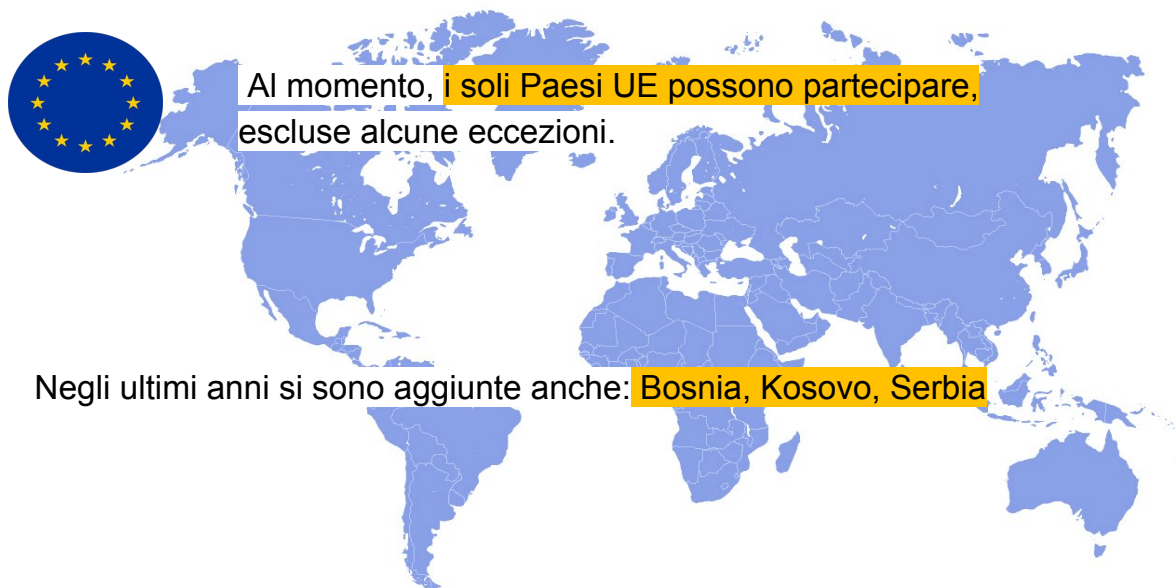 Al momento, i soli Paesi UE possono partecipare,
escluse alcune eccezioni.
Negli ultimi anni si sono aggiunte anche: Bosnia, Kosovo, Serbia